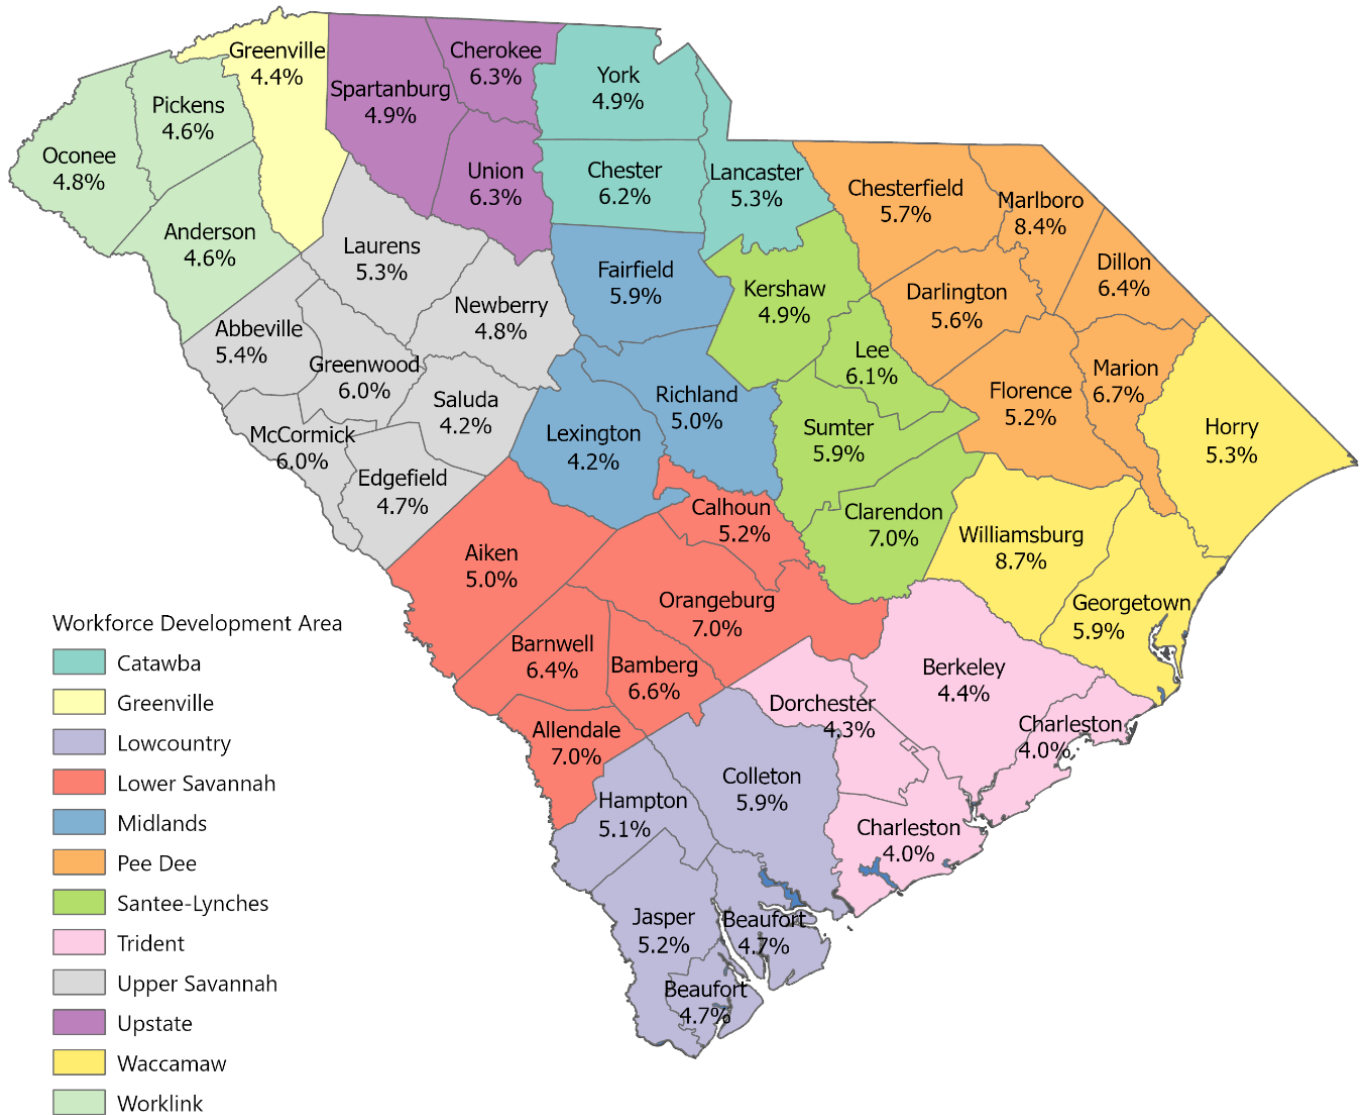 Greenville
4.4%
Cherokee
6.3%
Spartanburg
4.9%
York
4.9%
Pickens
4.6%
Oconee
4.8%
Union
6.3%
Chester
6.2%
Lancaster
5.3%
Chesterfield
5.7%
Marlboro
8.4%
Anderson
4.6%
Laurens
5.3%
Fairfield
5.9%
Kershaw
4.9%
Darlington
5.6%
Dillon
6.4%
Newberry
4.8%
Abbeville
5.4%
Greenwood
6.0%
Lee
6.1%
Marion
6.7%
Florence
5.2%
Saluda
4.2%
Richland
5.0%
McCormick
6.0%
Lexington
4.2%
Sumter
5.9%
Horry
5.3%
Edgefield
4.7%
Calhoun
5.2%
Clarendon
7.0%
Williamsburg
8.7%
Aiken
5.0%
Orangeburg
7.0%
Georgetown
5.9%
Barnwell
6.4%
Bamberg
6.6%
Berkeley
4.4%
Dorchester
4.3%
Charleston
4.0%
Allendale
7.0%
Colleton
5.9%
Hampton
5.1%
Charleston
4.0%
Jasper
5.2%
Beaufort
4.7%
Beaufort
4.7%
Workforce Development Area
Catawba
Greenville
Lowcountry
Lower Savannah
Midlands
Pee Dee
Santee-Lynches
Trident
Upper Savannah
Upstate
Waccamaw
Worklink